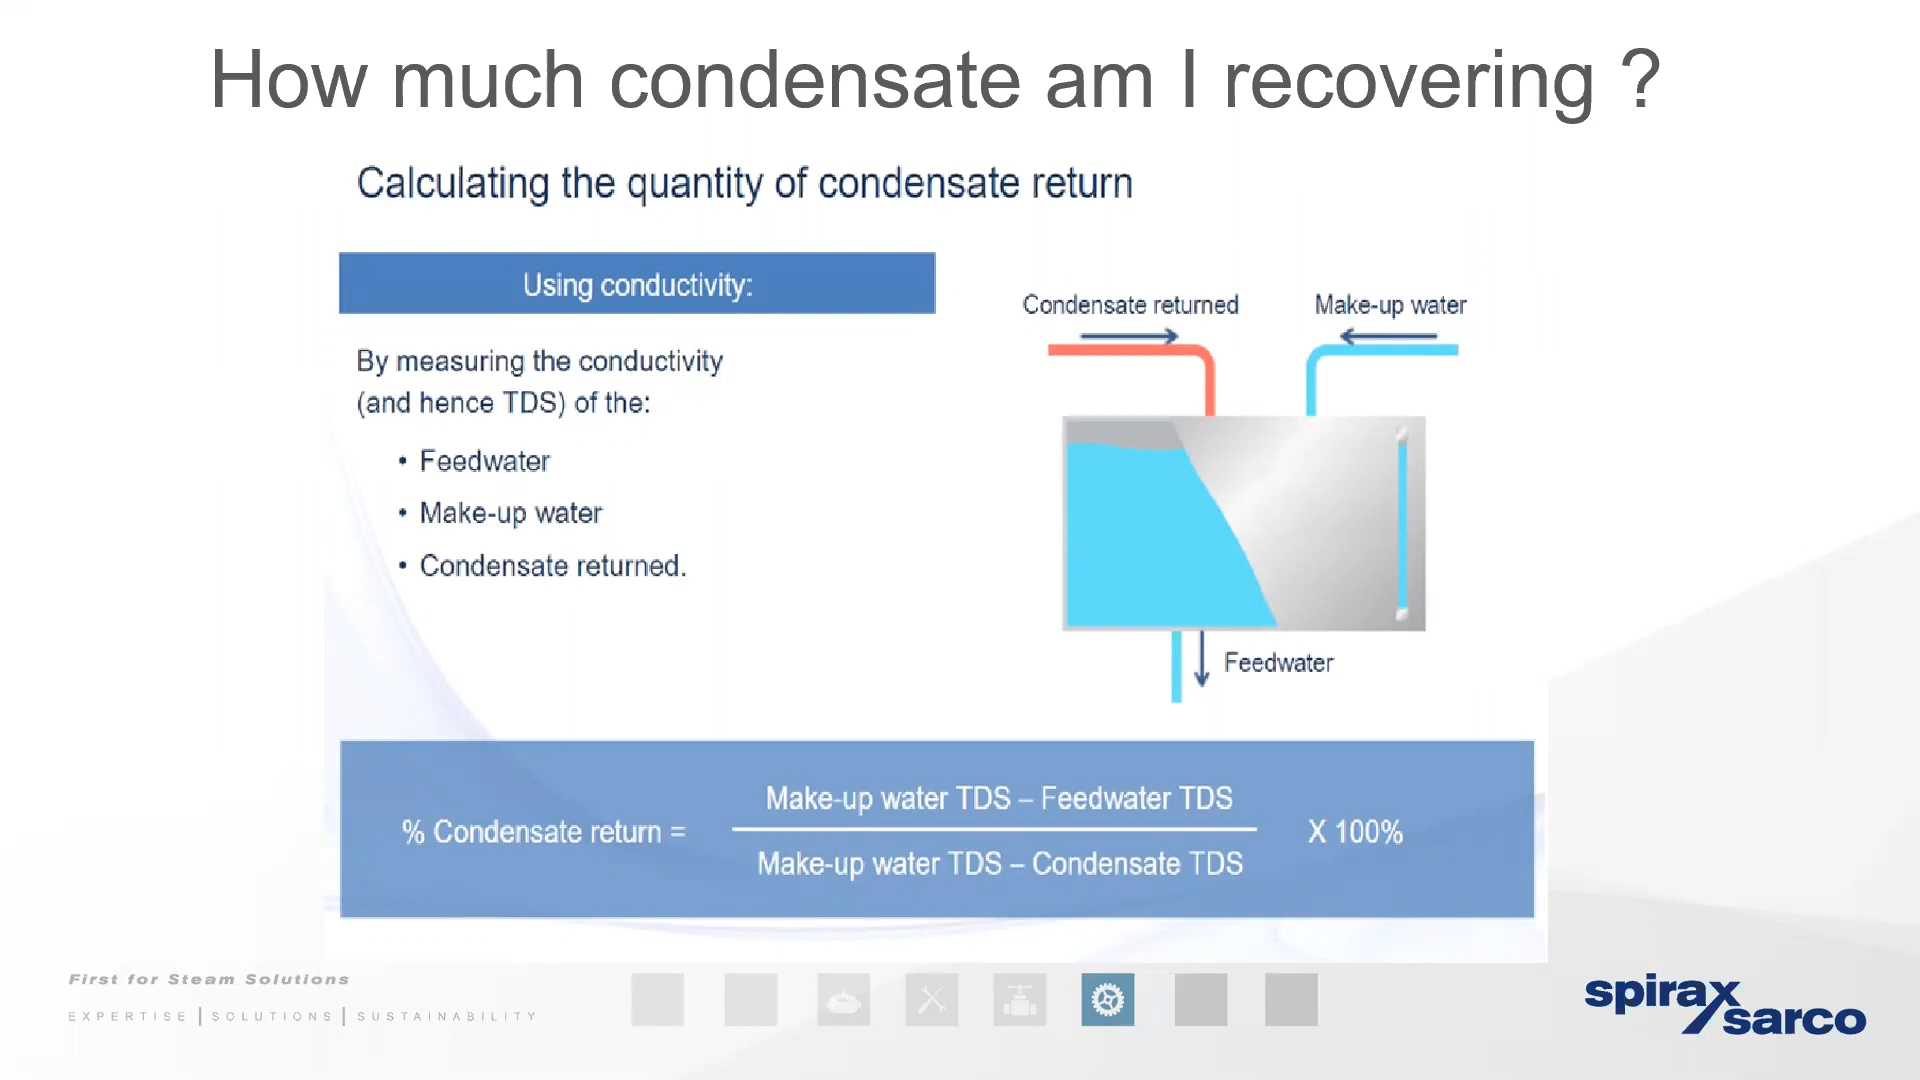 How much condensate am I recovering ?
Calculating the quantity of condensate return
Using conductivity:
By measuring the conductivity
(and hence TDS) of the:
• Feedwater
• Make-up water
• Condensate returned.
Condensate returned
Make-up water
Feedwater
% Condensate return =
Make-up water TDS – Feedwater TDS
Make-up water TDS – Condensate TDS
X 100%
First for Steam Solutions
EXPERTISE | SOLUTIONS | SUSTAINABILITY
spirax
sarco